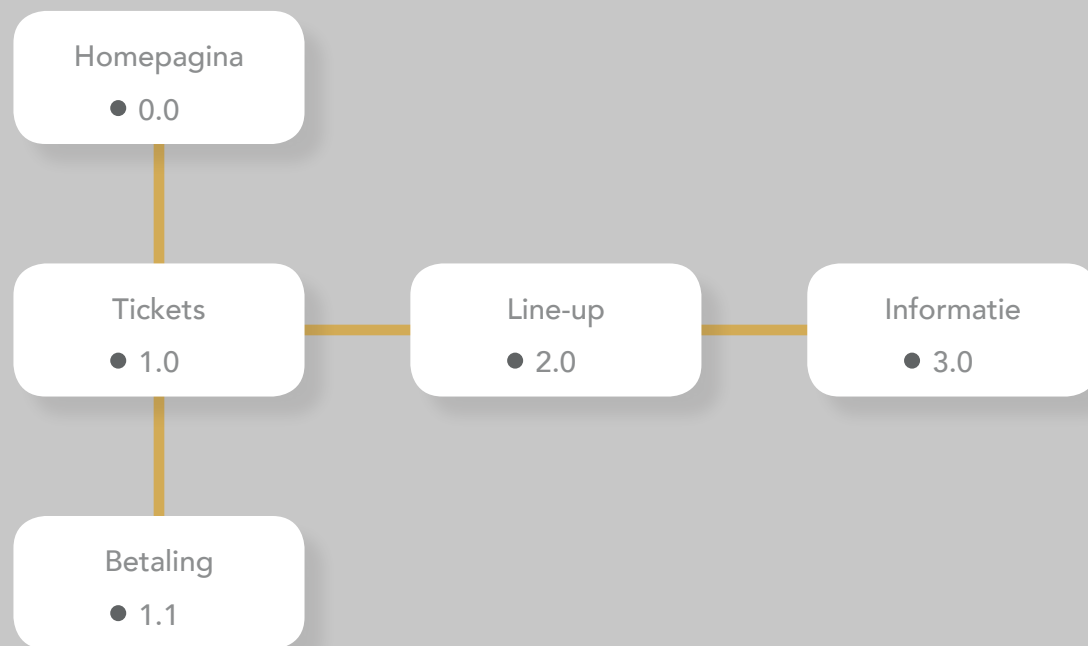 Homepagina
● 0.0
Tickets
● 1.0
Line-up
● 2.0
Informatie
● 3.0
Betaling
● 1.1